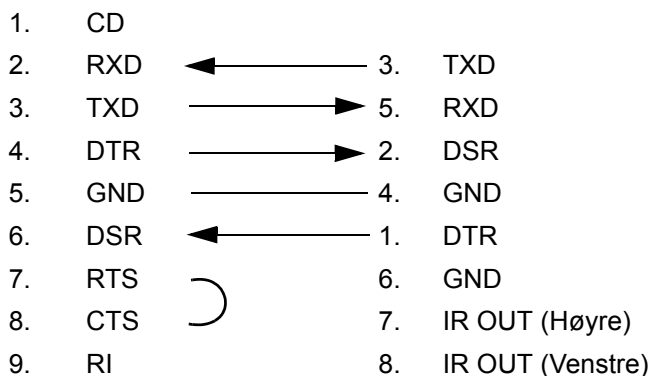 1. CD
2. RXD 3. TXD
3. TXD 5. RXD
4. DTR 2. DSR
5. GND 4. GND
6. DSR 1. DTR
7. RTS 6. GND
8. CTS 7. IR OUT (Høyre)
9. RI 8. IR OUT (Venstre)